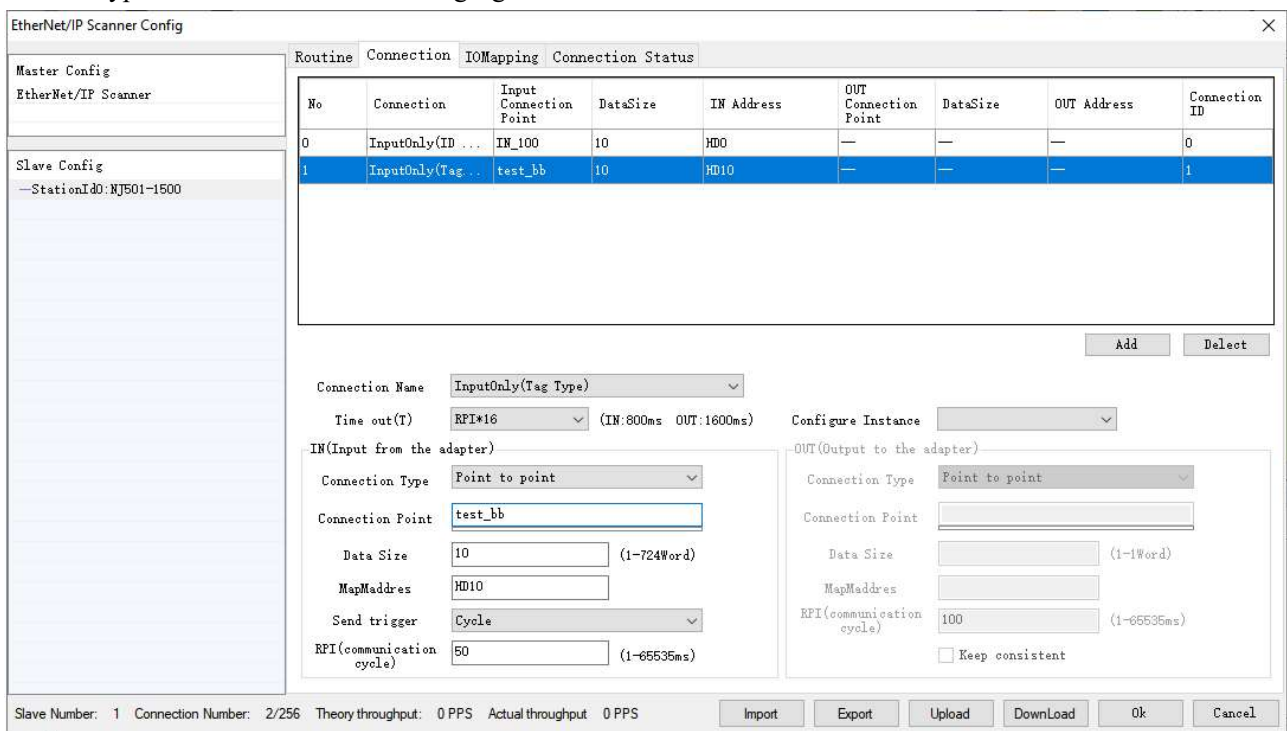 EtherNet/IP Scanner Config
Master Config
EtherNet/IP Scanner
Slave Config
—StationId0:NJ501-1500
Routine Connection IOMapping Connection Status
No Connection Input Connection Point DataSize IN Address OUT Connection Point DataSize OUT Address Connection ID
0 InputOnly(ID ... IN_100 10 HD0 — — — 0
1 InputOnly(Tag... test_bb 10 HD10 — — — 1
Add Delect
Connection Name InputOnly(Tag Type)
Time out(T) RPI*16 (IN:800ms OUT:1600ms) Configure Instance
IN(Input from the adapter) OUT(Output to the adapter)
Connection Type Point to point Connection Type Point to point
Connection Point test_bb Connection Point
Data Size 10 (1-724Word) Data Size (1-1Word)
MapMaddres HD10 MapMaddres
Send trigger Cycle RPI(communication cycle) 100 (1-65535ms)
RPI(communication cycle) 50 (1-65535ms) Keep consistent
Slave Number: 1 Connection Number: 2/256 Theory throughput: 0 PPS Actual throughput 0 PPS Import Export Upload DownLoad Ok Cancel